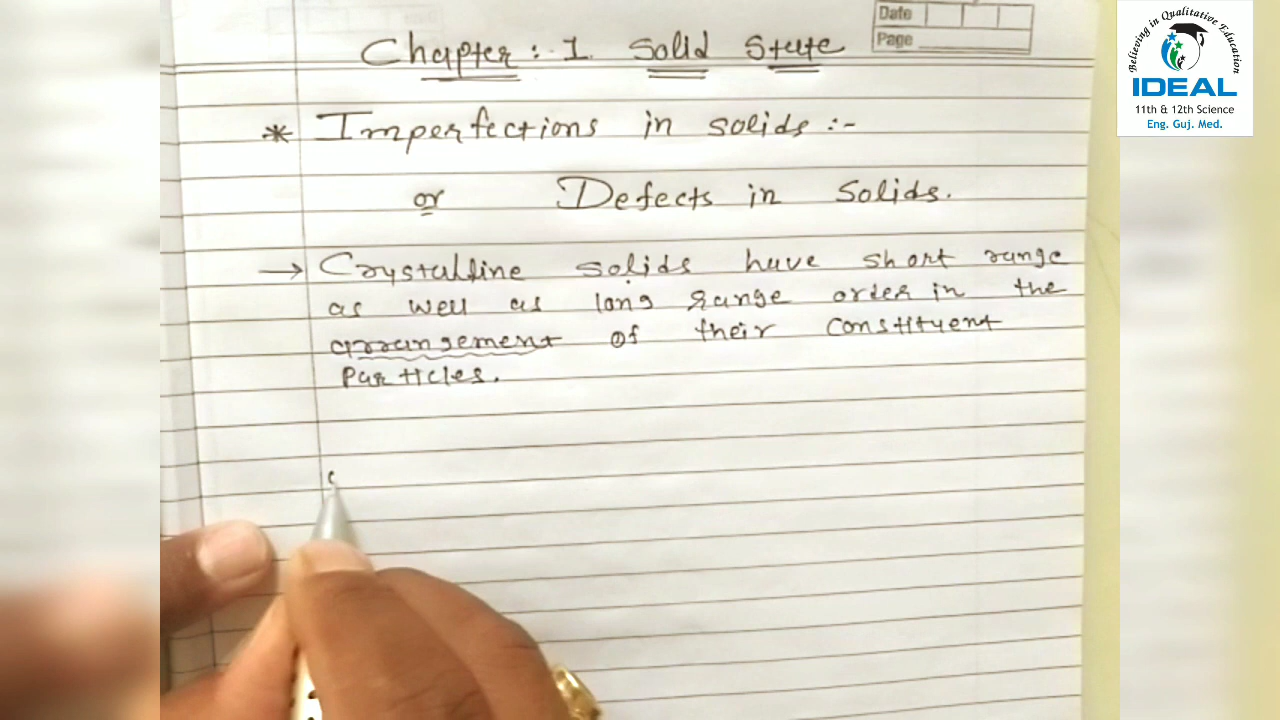 Date
Page
Chapter : 1. Solid State
* Imperfections in solids :-
or Defects in Solids.
→ Crystalline solids have short range
as well as long range order in the
arrangement of their constituent
Particles.
Believing in Qualitative Education
IDEAL
11th & 12th Science
Eng. Guj. Med.